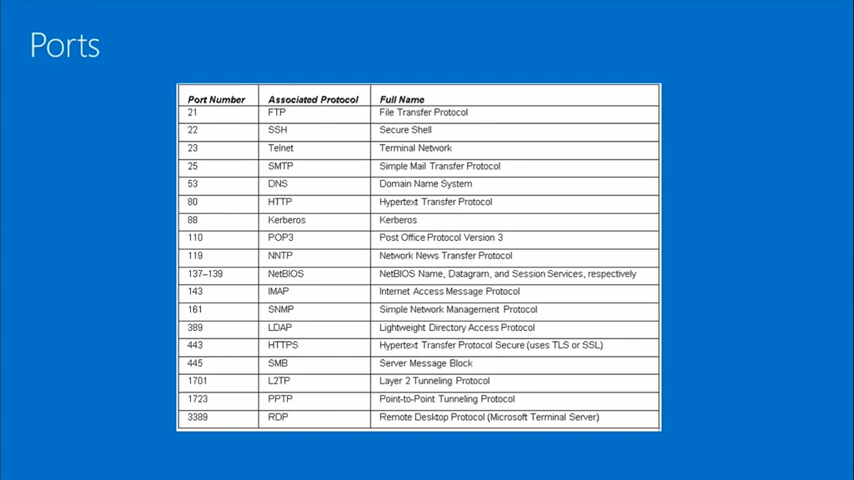 Ports
Port Number Associated Protocol Full Name
21 FTP File Transfer Protocol
22 SSH Secure Shell
23 Telnet Terminal Network
25 SMTP Simple Mail Transfer Protocol
53 DNS Domain Name System
80 HTTP Hypertext Transfer Protocol
88 Kerberos Kerberos
110 POP3 Post Office Protocol Version 3
119 NNTP Network News Transfer Protocol
137–139 NetBIOS NetBIOS Name, Datagram, and Session Services, respectively
143 IMAP Internet Access Message Protocol
161 SNMP Simple Network Management Protocol
389 LDAP Lightweight Directory Access Protocol
443 HTTPS Hypertext Transfer Protocol Secure (uses TLS or SSL)
445 SMB Server Message Block
1701 L2TP Layer 2 Tunneling Protocol
1723 PPTP Point-to-Point Tunneling Protocol
3389 RDP Remote Desktop Protocol (Microsoft Terminal Server)